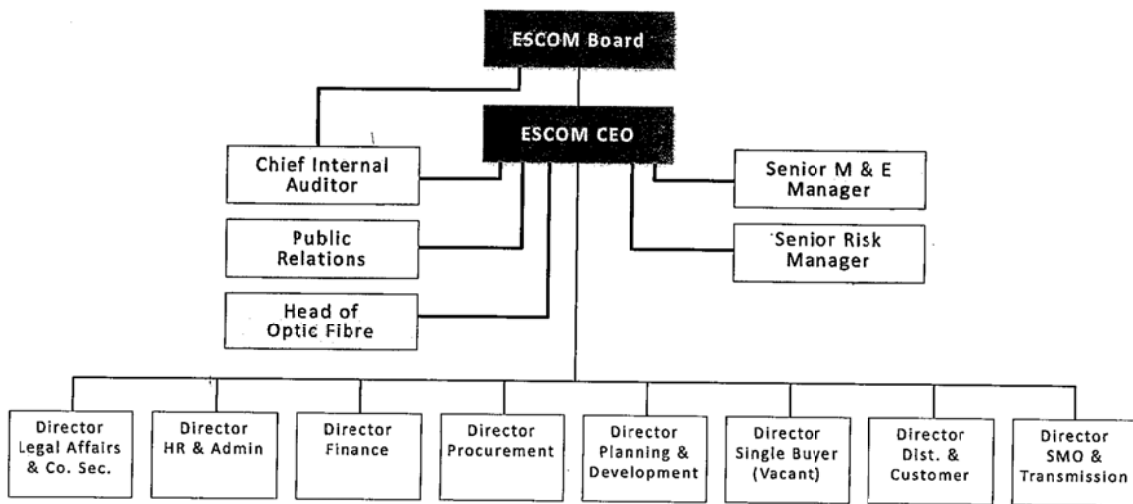 ESCOM Board
ESCOM CEO
Chief Internal
Auditor
Senior M & E
Manager
Public
Relations
Senior Risk
Manager
Head of
Optic Fibre
Director
Legal Affairs
& Co. Sec.
Director
HR & Admin
Director
Finance
Director
Procurement
Director
Planning &
Development
Director
Single Buyer
(Vacant)
Director
Dist. &
Customer
Director
SMO &
Transmission